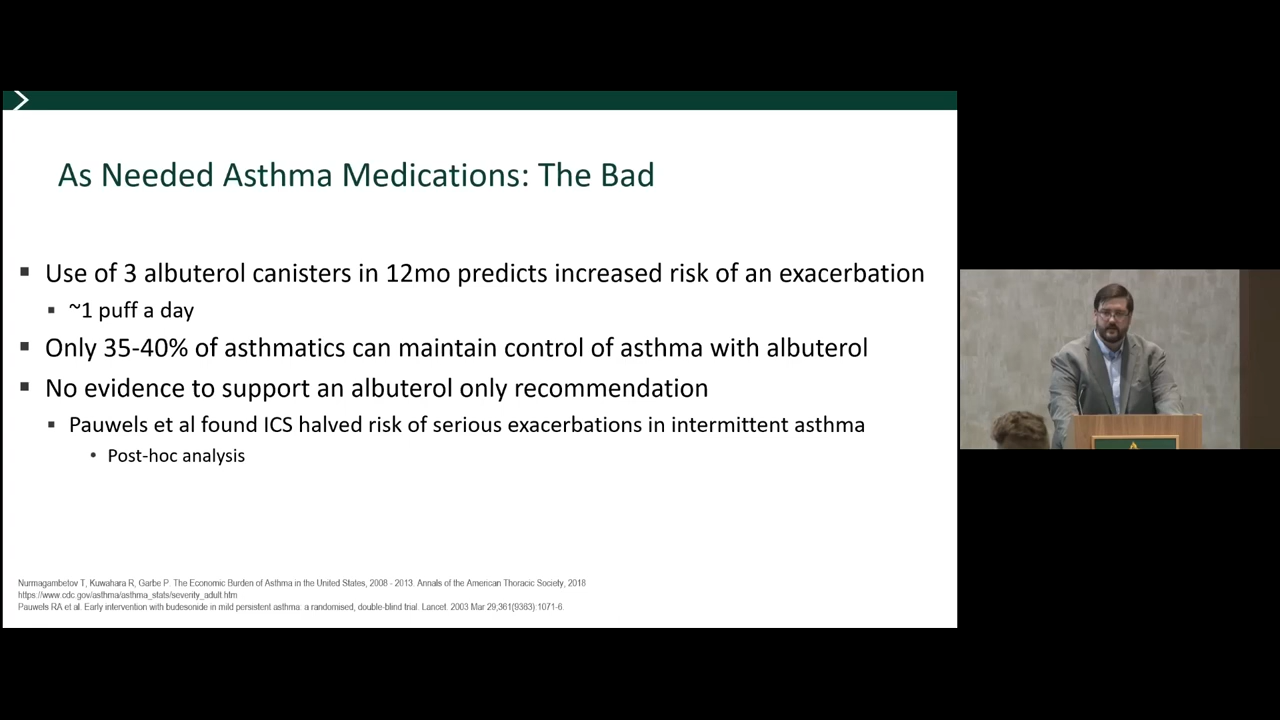 As Needed Asthma Medications: The Bad
Use of 3 albuterol canisters in 12mo predicts increased risk of an exacerbation
~1 puff a day
Only 35-40% of asthmatics can maintain control of asthma with albuterol
No evidence to support an albuterol only recommendation
Pauwels et al found ICS halved risk of serious exacerbations in intermittent asthma
Post-hoc analysis
Nurmagambetov T, Kuwahara R, Garbe P. The Economic Burden of Asthma in the United States, 2008 - 2013. Annals of the American Thoracic Society, 2018
https://www.cdc.gov/asthma/asthma_stats/severity_adult.htm
Pauwels RA et al. Early intervention with budesonide in mild persistent asthma: a randomised, double-blind trial. Lancet. 2003 Mar 29;361(9363):1071-6.